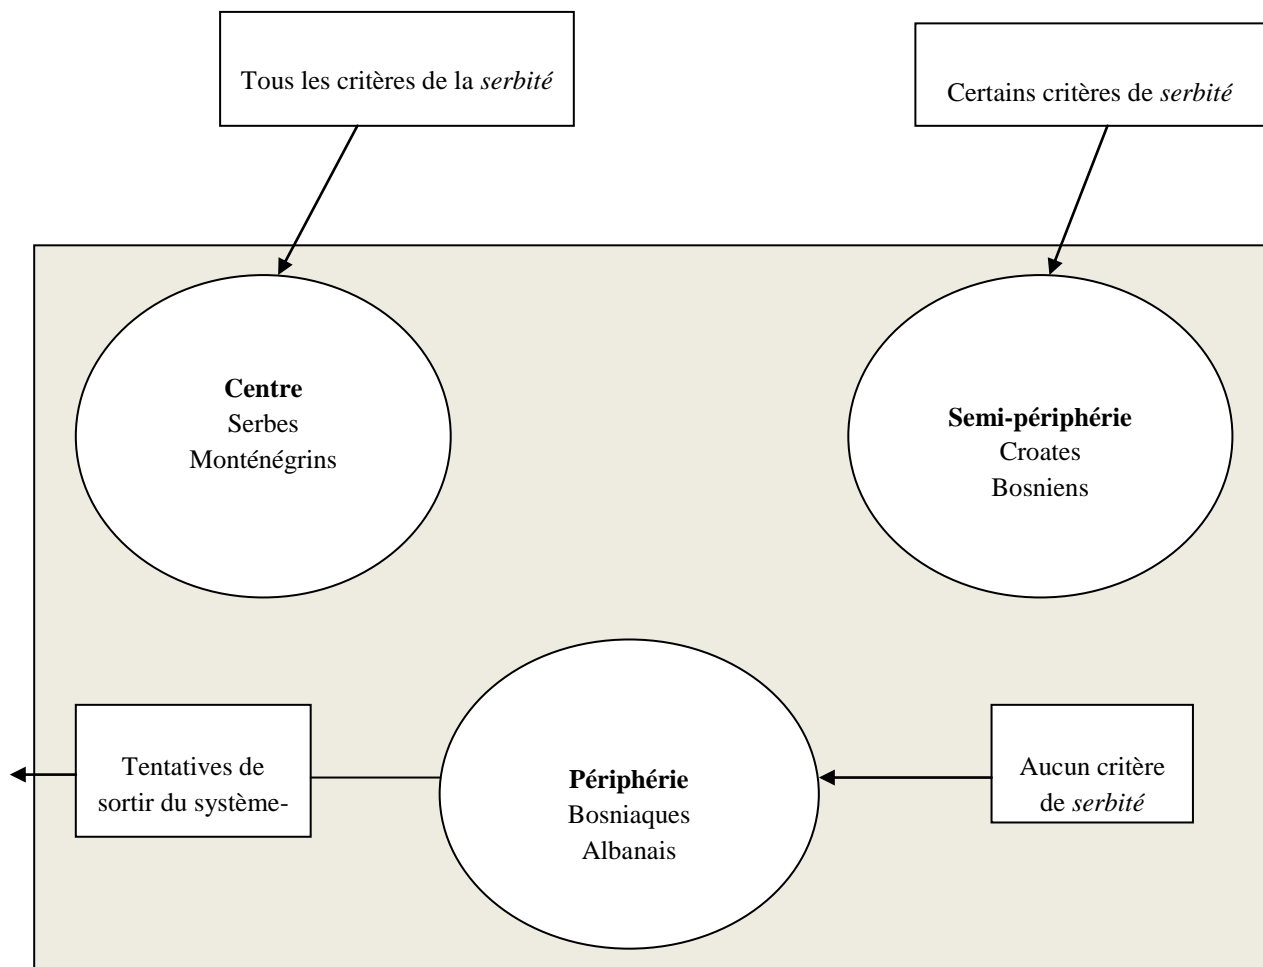 Tous les critères de la serbité
Certains critères de serbité
Centre
Serbes
Monténégrins
Semi-périphérie
Croates
Bosniens
Tentatives de
sortir du système-
Périphérie
Bosniaques
Albanais
Aucun critère
de serbité